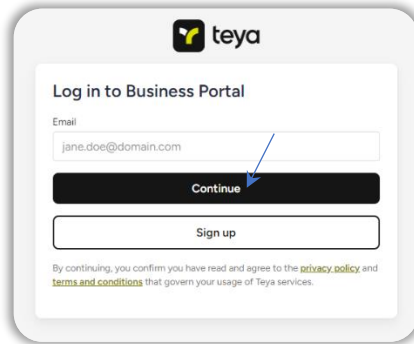 teya
Log in to Business Portal
Email
jane.doe@domain.com
Continue
Sign up
By continuing, you confirm you have read and agree to the privacy policy and
terms and conditions that govern your usage of Teya services.